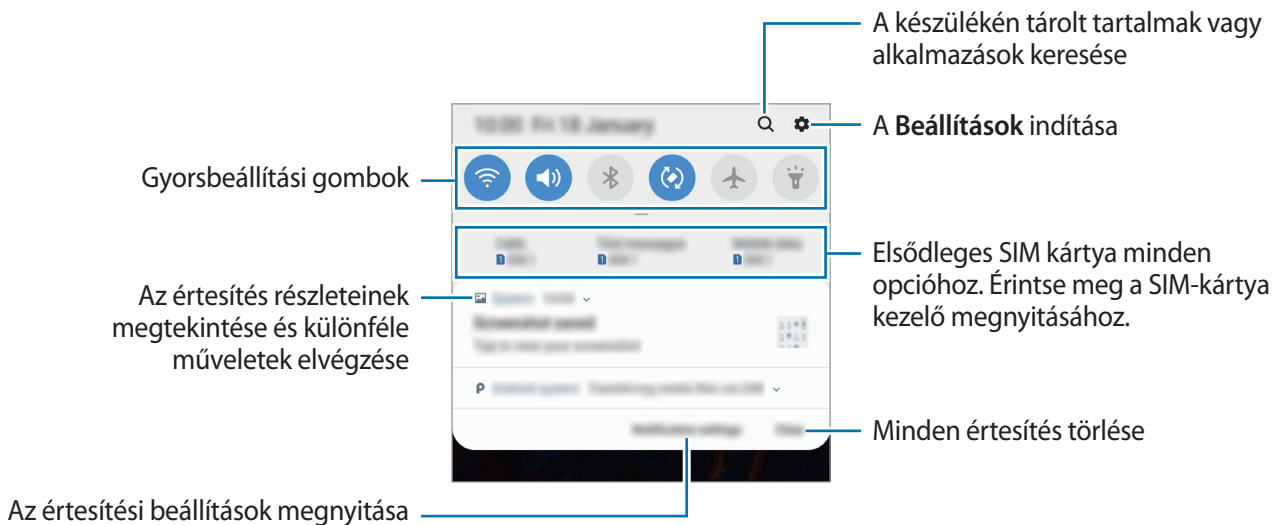 A készülékén tárolt tartalmak vagy
alkalmazások keresése
A Beállítások indítása
Gyorsbeállítási gombok
Elsődleges SIM kártya minden
opcióhoz. Érintse meg a SIM-kártya
kezelő megnyitásához.
Az értesítés részleteinek
megtekintése és különféle
műveletek elvégzése
Minden értesítés törlése
Az értesítési beállítások megnyitása